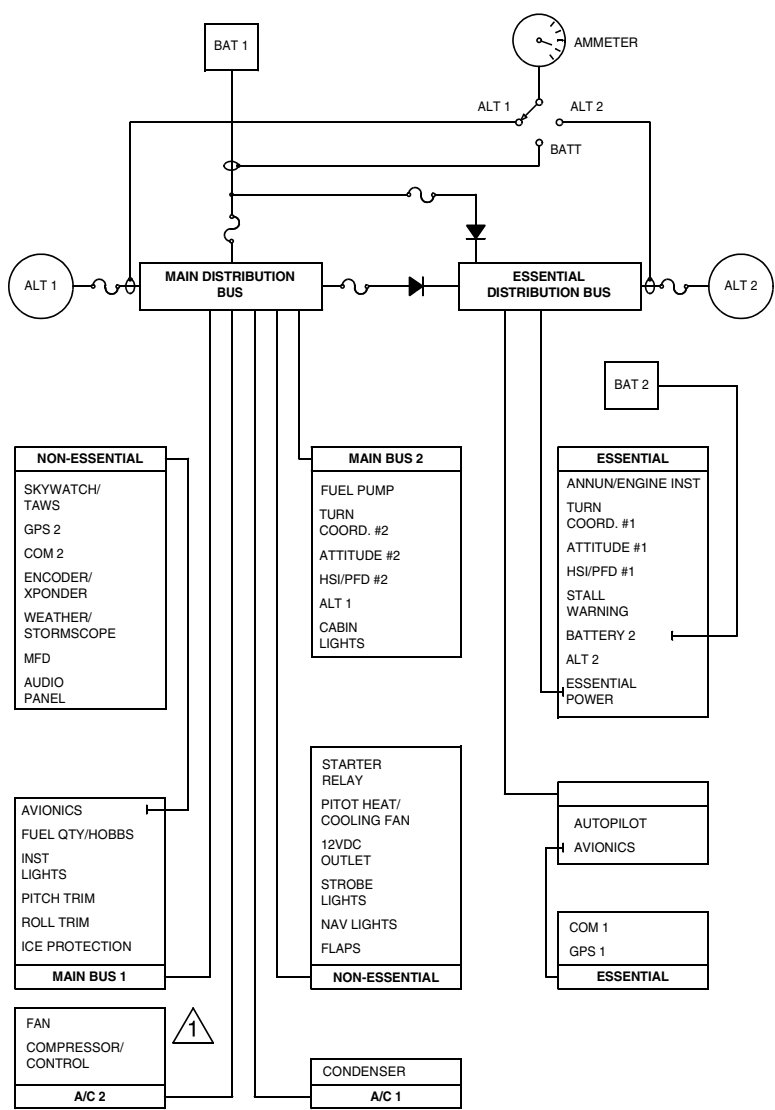 BAT 1
AMMETER
ALT 1
ALT 2
BATT
ALT 1
MAIN DISTRIBUTION
BUS
ESSENTIAL
DISTRIBUTION BUS
ALT 2
BAT 2
NON-ESSENTIAL
SKYWATCH/
TAWS
GPS 2
COM 2
ENCODER/
XPONDER
WEATHER/
STORMSCOPE
MFD
AUDIO
PANEL
MAIN BUS 2
FUEL PUMP
TURN
COORD. #2
ATTITUDE #2
HSI/PFD #2
ALT 1
CABIN
LIGHTS
ESSENTIAL
ANNUN/ENGINE INST
TURN
COORD. #1
ATTITUDE #1
HSI/PFD #1
STALL
WARNING
BATTERY 2
ALT 2
ESSENTIAL
POWER
AVIONICS
FUEL QTY/HOBBS
INST
LIGHTS
PITCH TRIM
ROLL TRIM
ICE PROTECTION
MAIN BUS 1
STARTER
RELAY
PITOT HEAT/
COOLING FAN
12VDC
OUTLET
STROBE
LIGHTS
NAV LIGHTS
FLAPS
NON-ESSENTIAL
AUTOPILOT
AVIONICS
COM 1
GPS 1
ESSENTIAL
FAN
COMPRESSOR/
CONTROL
A/C 2
1
CONDENSER
A/C 1